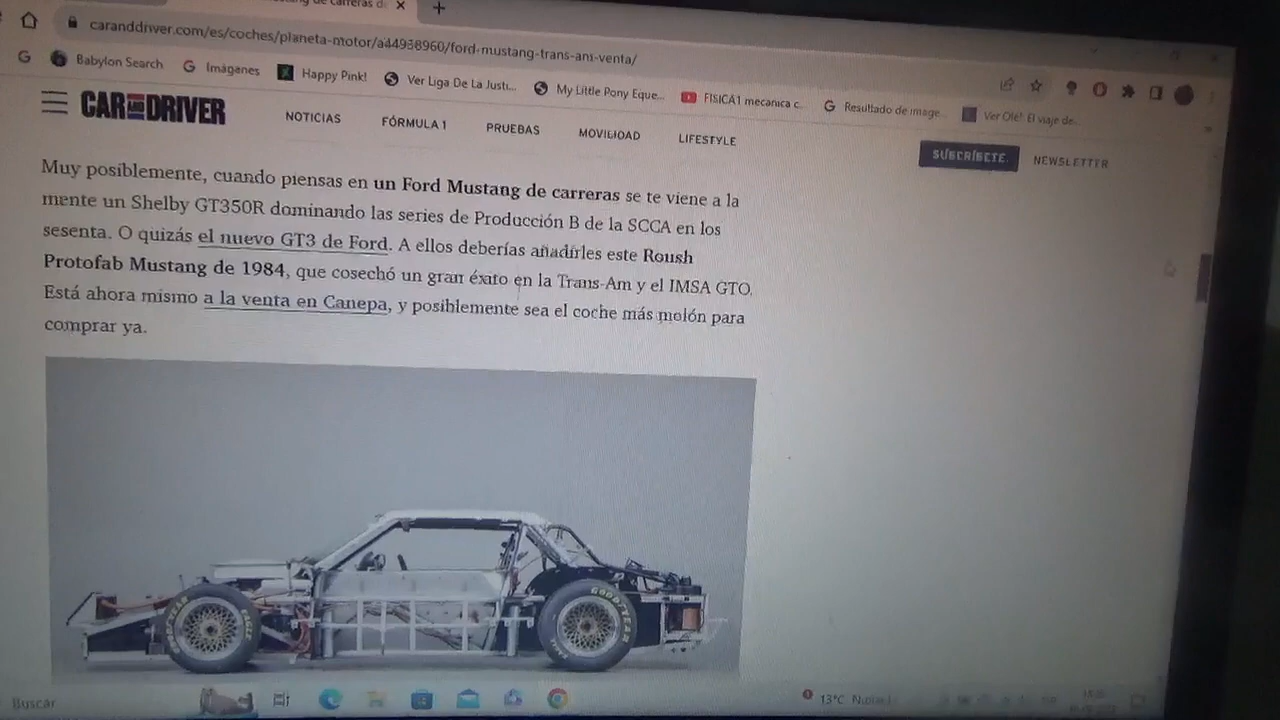 caranddriver.com/es/coches/planeta-motor/a44938960/ford-mustang-trans-am-venta/
Babylon Search Imágenes Happy Pink! Ver Liga De La Justi... My Little Pony Eque... FISICA1 mecanica c... Resultado de image... Ver Olé! El viaje de...
CAR AND DRIVER NOTICIAS FÓRMULA 1 PRUEBAS MOVILIDAD LIFESTYLE SUSCRÍBETE NEWSLETTER
Muy posiblemente, cuando piensas en un Ford Mustang de carreras se te viene a la
mente un Shelby GT350R dominando las series de Producción B de la SCCA en los
sesenta. O quizás el nuevo GT3 de Ford. A ellos deberías añadirles este Roush
Protofab Mustang de 1984, que cosechó un gran éxito en la Trans-Am y el IMSA GTO.
Está ahora mismo a la venta en Canepa, y posiblemente sea el coche más molón para
comprar ya.
GOODYEAR
Buscar 13°C